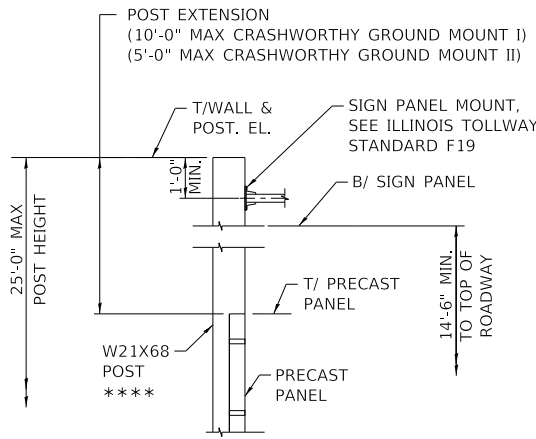 POST EXTENSION
(10'-0" MAX CRASHWORTHY GROUND MOUNT I)
(5'-0" MAX CRASHWORTHY GROUND MOUNT II)
T/WALL &
POST. EL.
SIGN PANEL MOUNT,
SEE ILLINOIS TOLLWAY
STANDARD F19
1'-0"
MIN.
B/ SIGN PANEL
25'-0" MAX
POST HEIGHT
14'-6" MIN.
TO TOP OF
ROADWAY
T/ PRECAST
PANEL
W21X68
POST
****
PRECAST
PANEL